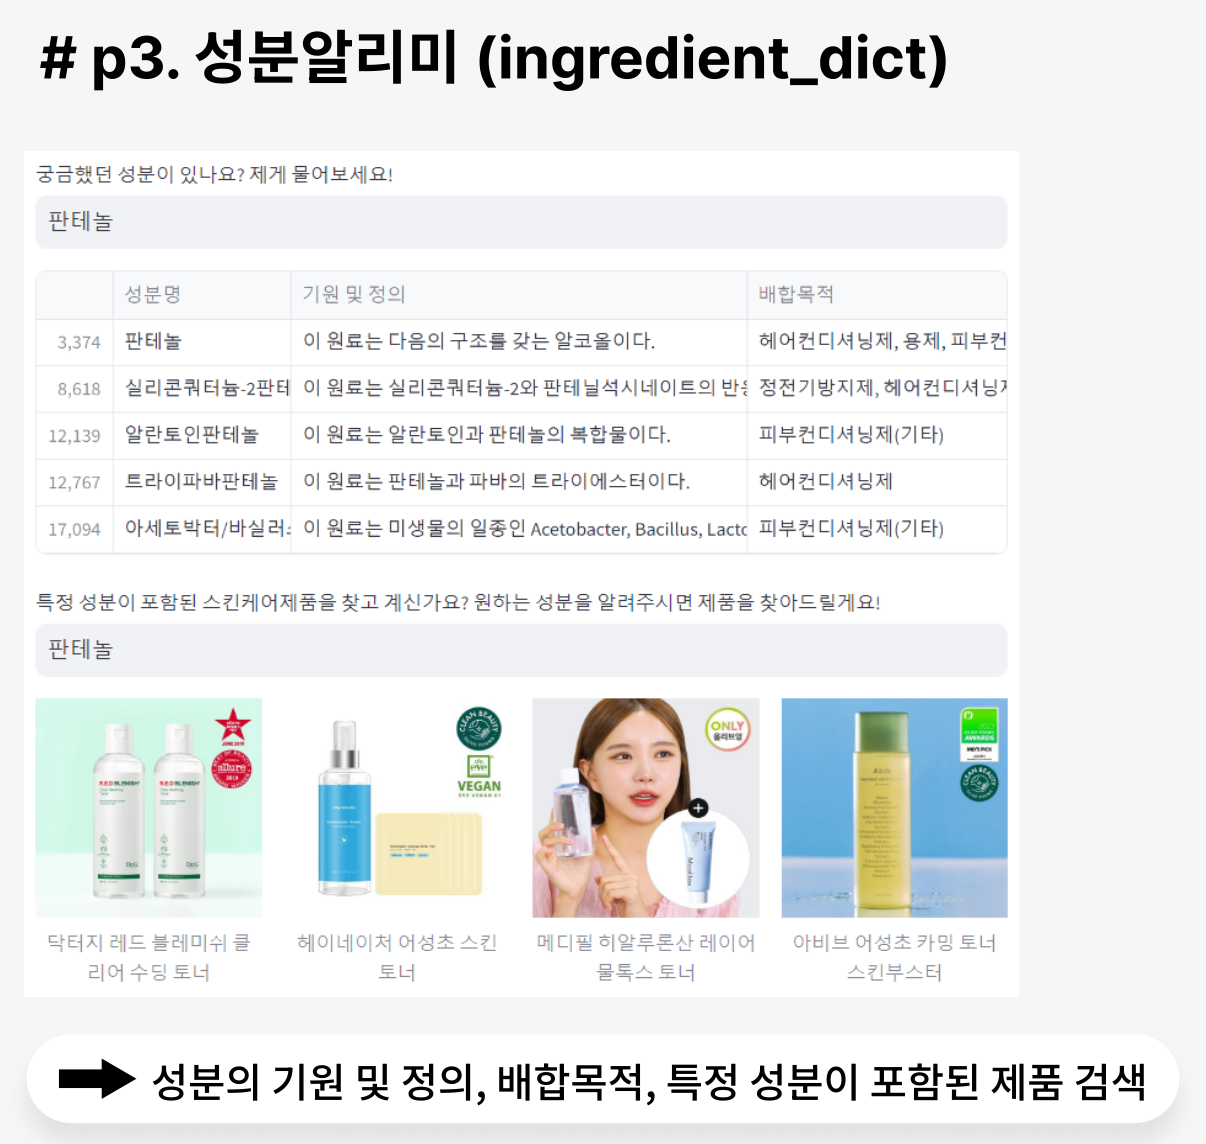 # p3. 성분알리미 (ingredient_dict)
궁금했던 성분이 있나요? 제게 물어보세요!
판테놀
성분명 기원 및 정의 배합목적
3,374 판테놀 이 원료는 다음의 구조를 갖는 알코올이다. 헤어컨디셔닝제, 용제, 피부컨
8,618 실리콘쿼터늄-2판테 이 원료는 실리콘쿼터늄-2와 판테닐석시네이트의 정전기방지제, 헤어컨디셔닝
12,139 알란토인판테놀 이 원료는 알란토인과 판테놀의 복합물이다. 피부컨디셔닝제(기타)
12,767 트라이파바판테놀 이 원료는 판테놀과 파바의 트라이에스터이다. 헤어컨디셔닝제
17,094 아세토박터/바실러 이 원료는 미생물의 일종인 Acetobacter, Bacillus, 피부컨디셔닝제(기타)
특정 성분이 포함된 스킨케어제품을 찾고 계신가요? 원하는 성분을 알려주시면 제품을 찾아드릴게요!
판테놀
allure
2019
R.E.D BLEMISH
R.E.D BLEMISH
CLEAN BEAUTY
VEGAN
ONLY
올리브영
AWARDS
CLEAN BEAUTY
닥터지 레드 블레미쉬 클
리어 수딩 토너
헤이네이처 어성초 스킨
토너
메디필 히알루론산 레이어
물톡스 토너
아비브 어성초 카밍 토너
스킨부스터
성분의 기원 및 정의, 배합목적, 특정 성분이 포함된 제품 검색